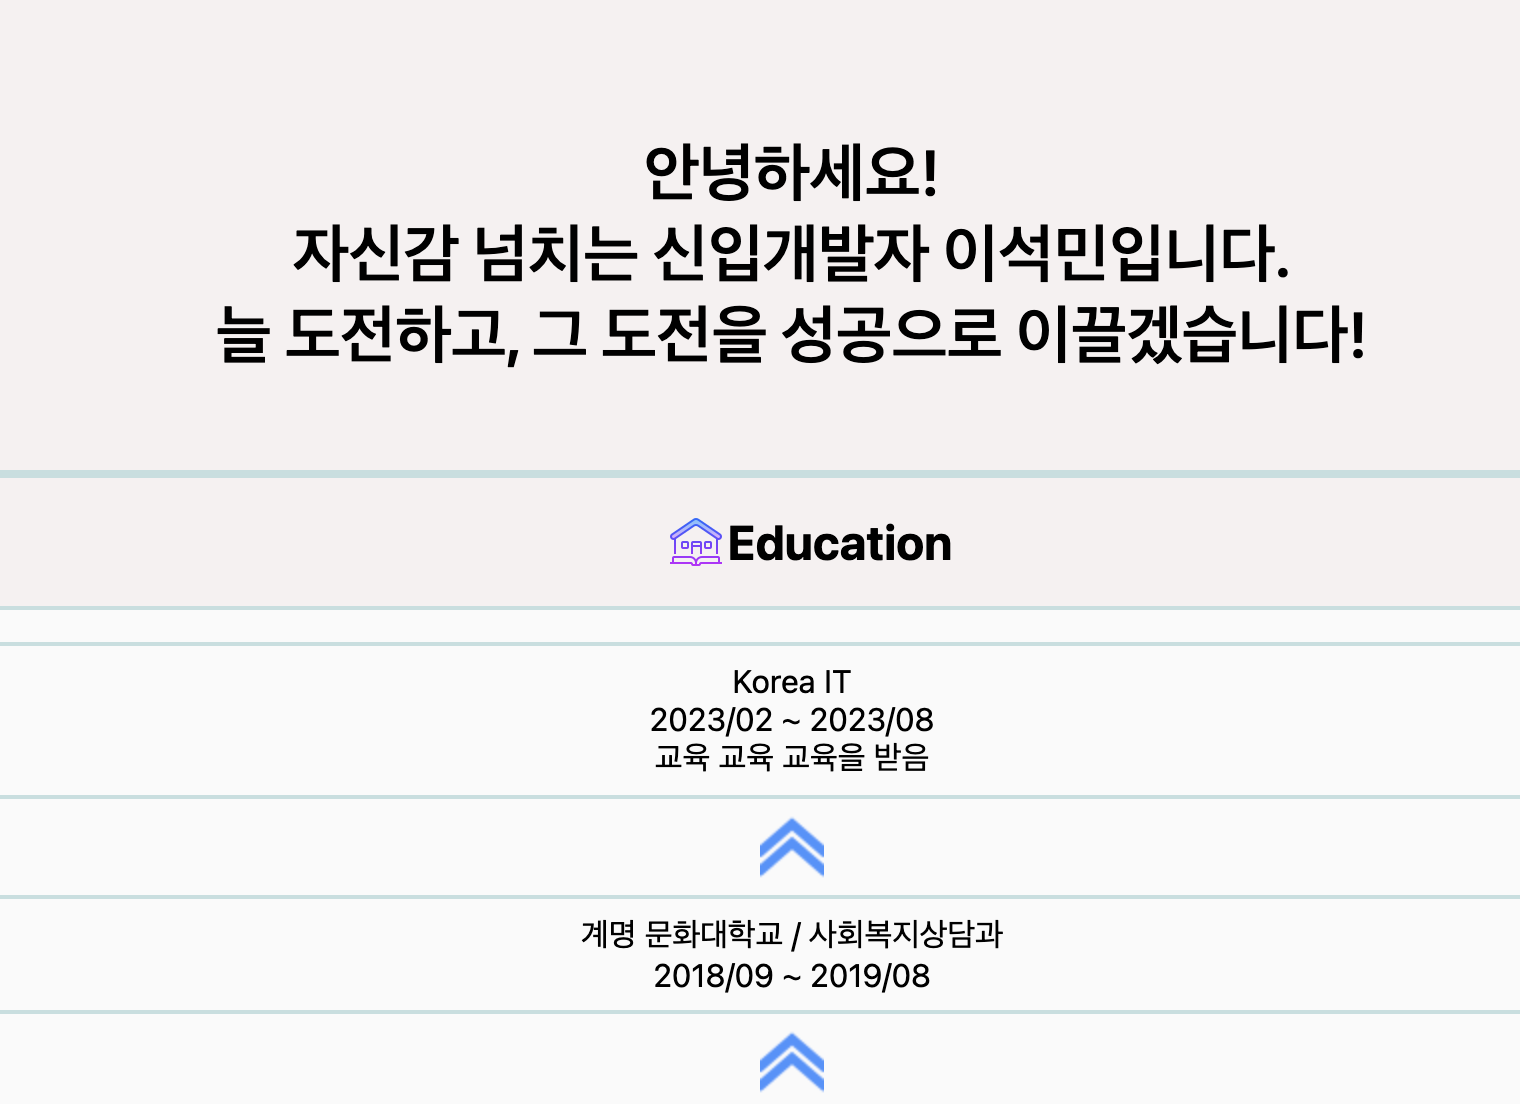 안녕하세요!
자신감 넘치는 신입개발자 이석민입니다.
늘 도전하고, 그 도전을 성공으로 이끌겠습니다!
Education
Korea IT
2023/02 ~ 2023/08
교육 교육 교육을 받음
계명 문화대학교 / 사회복지상담과
2018/09 ~ 2019/08